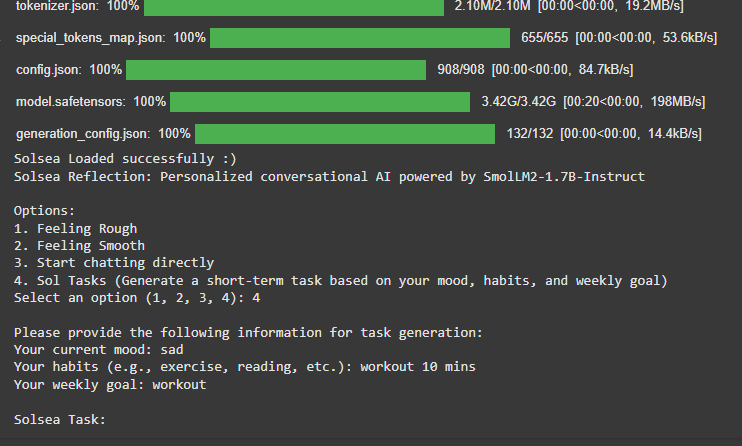 tokenizer.json: 100% 2.10M/2.10M [00:00<00:00, 19.2MB/s]
special_tokens_map.json: 100% 655/655 [00:00<00:00, 53.6kB/s]
config.json: 100% 908/908 [00:00<00:00, 84.7kB/s]
model.safetensors: 100% 3.42G/3.42G [00:20<00:00, 198MB/s]
generation_config.json: 100% 132/132 [00:00<00:00, 14.4kB/s]
Solsea Loaded successfully :)
Solsea Reflection: Personalized conversational AI powered by SmolLM2-1.7B-Instruct
Options:
1. Feeling Rough
2. Feeling Smooth
3. Start chatting directly
4. Sol Tasks (Generate a short-term task based on your mood, habits, and weekly goal)
Select an option (1, 2, 3, 4): 4
Please provide the following information for task generation:
Your current mood: sad
Your habits (e.g., exercise, reading, etc.): workout 10 mins
Your weekly goal: workout
Solsea Task: